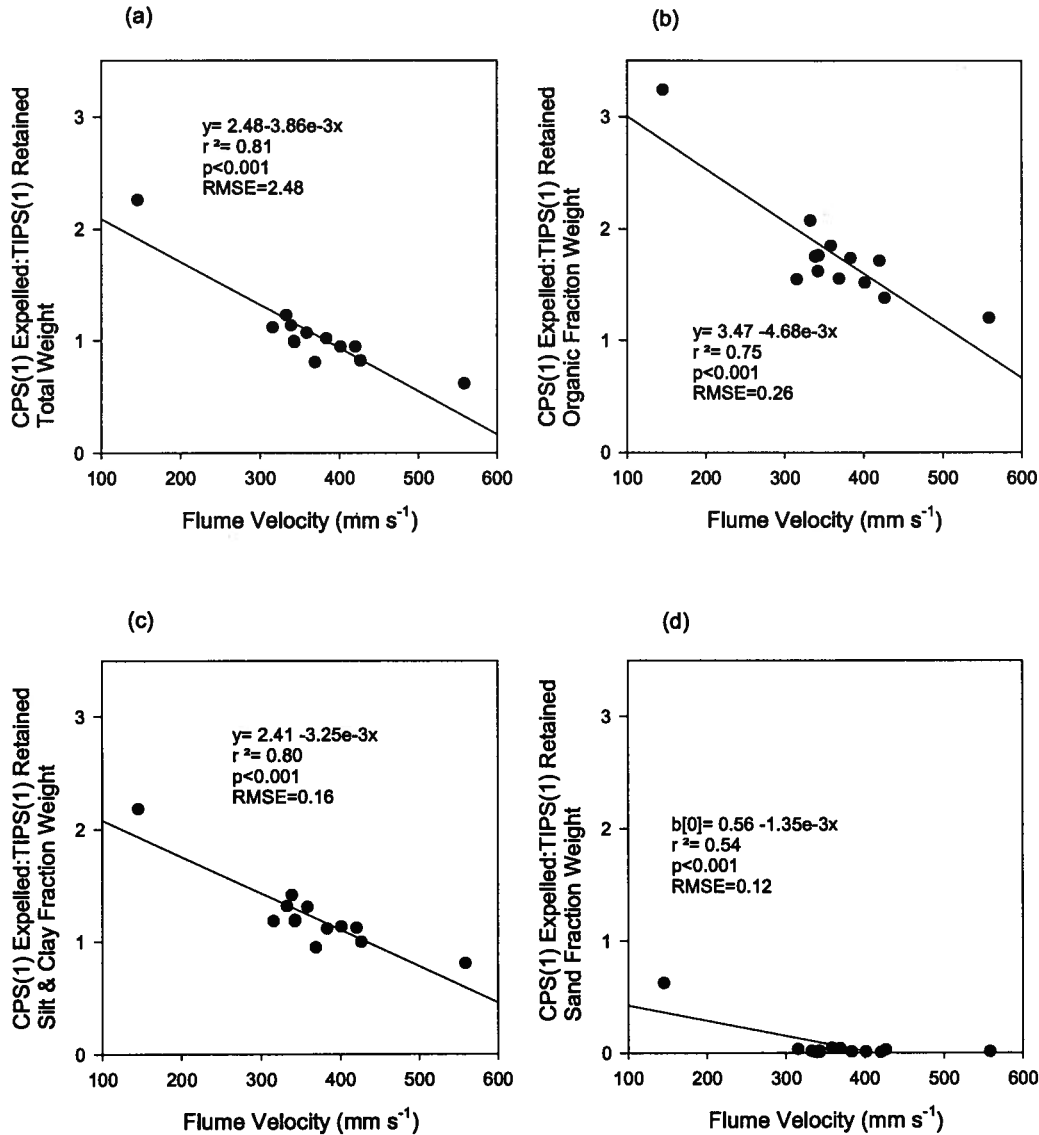 (a)
CPS(1) Expelled:TIPS(1) Retained
Total Weight
3
2
1
0
y= 2.48-3.86e-3x
r ²= 0.81
p<0.001
RMSE=2.48
100 200 300 400 500 600
Flume Velocity (mm s⁻¹)
(b)
CPS(1) Expelled:TIPS(1) Retained
Organic Fraciton Weight
3
2
1
0
y= 3.47 -4.68e-3x
r ²= 0.75
p<0.001
RMSE=0.26
100 200 300 400 500 600
Flume Velocity (mm s⁻¹)
(c)
CPS(1) Expelled:TIPS(1) Retained
Silt & Clay Fraction Weight
3
2
1
0
y= 2.41 -3.25e-3x
r ²= 0.80
p<0.001
RMSE=0.16
100 200 300 400 500 600
Flume Velocity (mm s⁻¹)
(d)
CPS(1) Expelled:TIPS(1) Retained
Sand Fraction Weight
3
2
1
0
b[0]= 0.56 -1.35e-3x
r ²= 0.54
p<0.001
RMSE=0.12
100 200 300 400 500 600
Flume Velocity (mm s⁻¹)